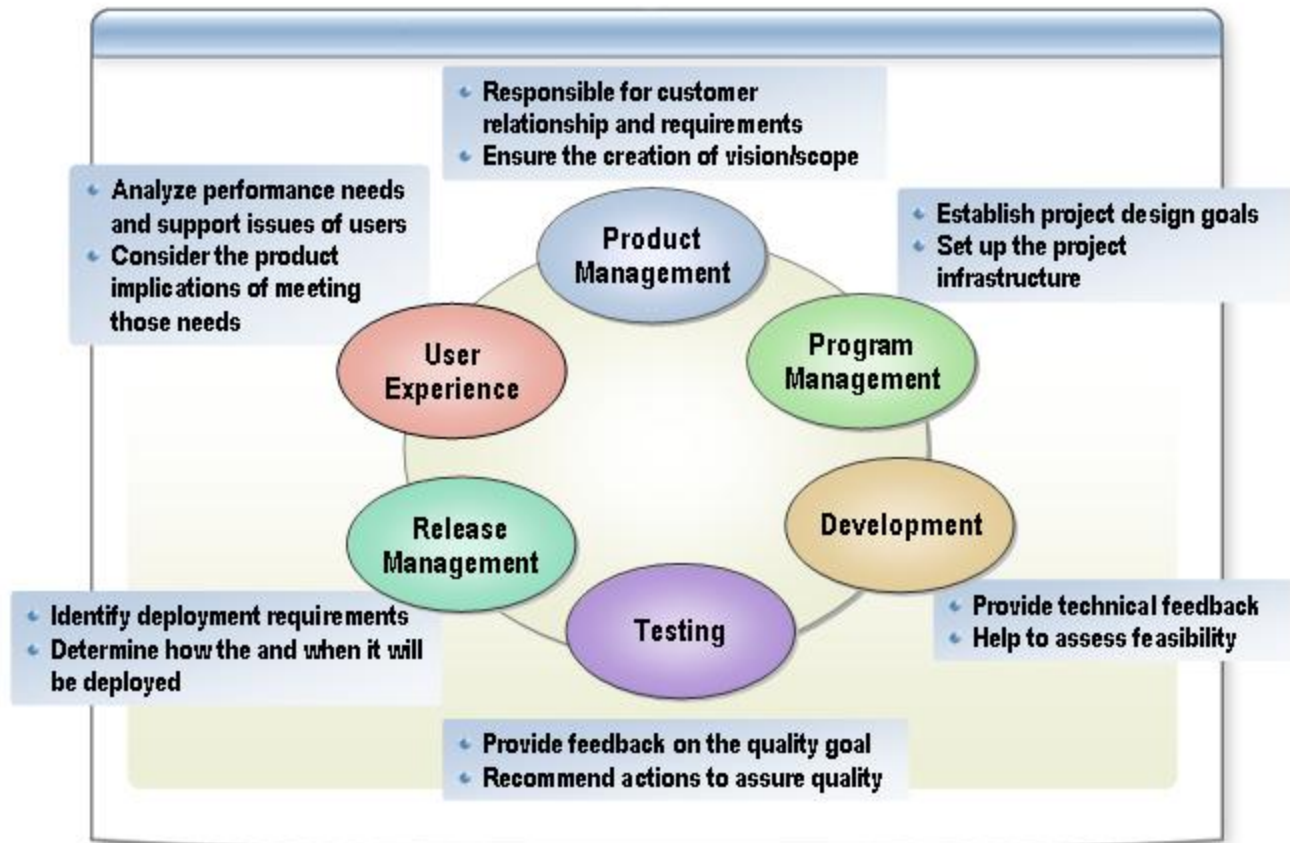 Responsible for customer
relationship and requirements
Ensure the creation of vision/scope
Analyze performance needs
and support issues of users
Consider the product
implications of meeting
those needs
Establish project design goals
Set up the project
infrastructure
Product
Management
User
Experience
Program
Management
Release
Management
Development
Testing
Identify deployment requirements
Determine how the and when it will
be deployed
Provide technical feedback
Help to assess feasibility
Provide feedback on the quality goal
Recommend actions to assure quality